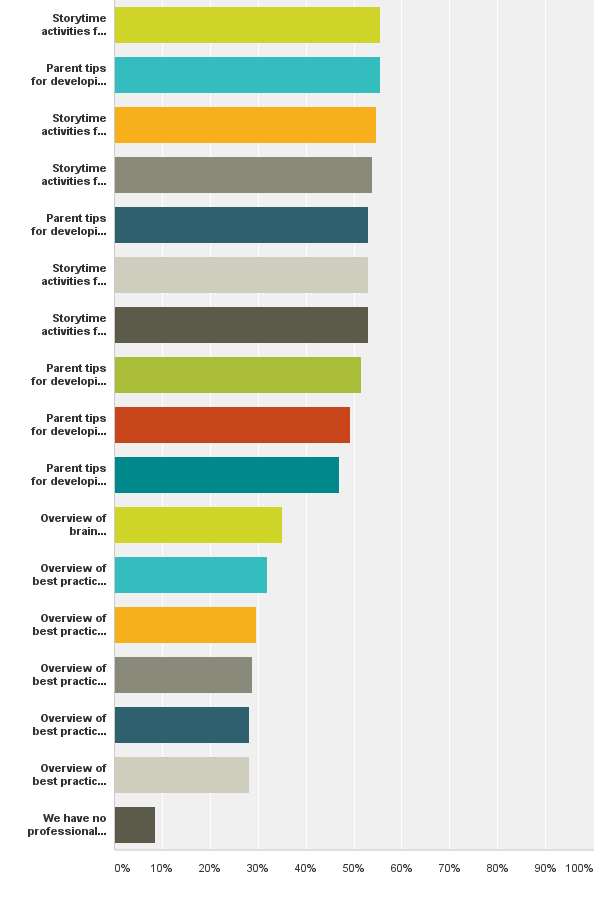 Storytime
activities f...
Parent tips
for developi...
Storytime
activities f...
Storytime
activities f...
Parent tips
for developi...
Storytime
activities f...
Storytime
activities f...
Parent tips
for developi...
Parent tips
for developi...
Parent tips
for developi...
Overview of
brain...
Overview of
best practic...
Overview of
best practic...
Overview of
best practic...
Overview of
best practic...
Overview of
best practic...
We have no
professional...
0% 10% 20% 30% 40% 50% 60% 70% 80% 90% 100%